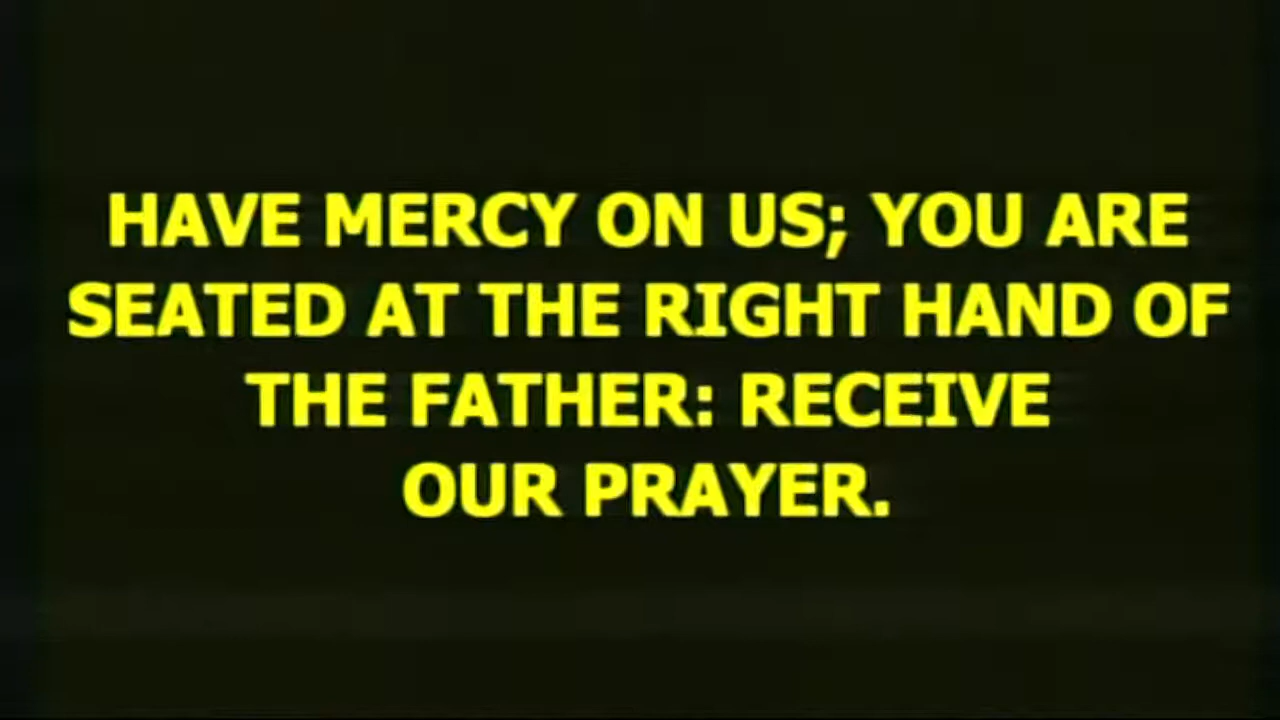 HAVE MERCY ON US; YOU ARE
SEATED AT THE RIGHT HAND OF
THE FATHER: RECEIVE
OUR PRAYER.